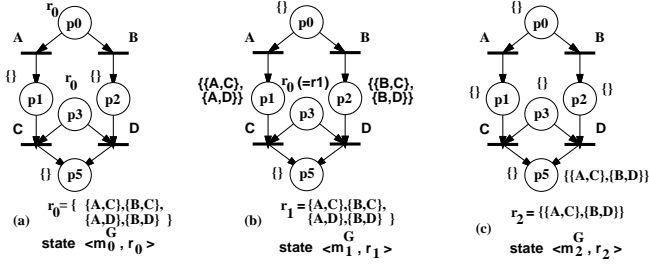 r0 p0
A B
{} {}
r0
p1 p2
p3
C D
{} p5
r0 = { {A,C},{B,C},
{A,D},{B,D} }
(a)
state <m0^G , r0 >
{} p0
A B
{{A,C}, {A,D}} p1 r0 (=r1) p2 {{B,C}, {B,D}}
p3
C D
{} p5
r1 = {A,C},{B,C},
{A,D},{B,D} }
(b)
state <m1^G , r1 >
{} p0
A B
{} p1 {} p2 {}
p3
C D
p5 {{A,C},{B,D}}
(c) r2 = {{A,C},{B,D}}
state <m2^G , r2 >